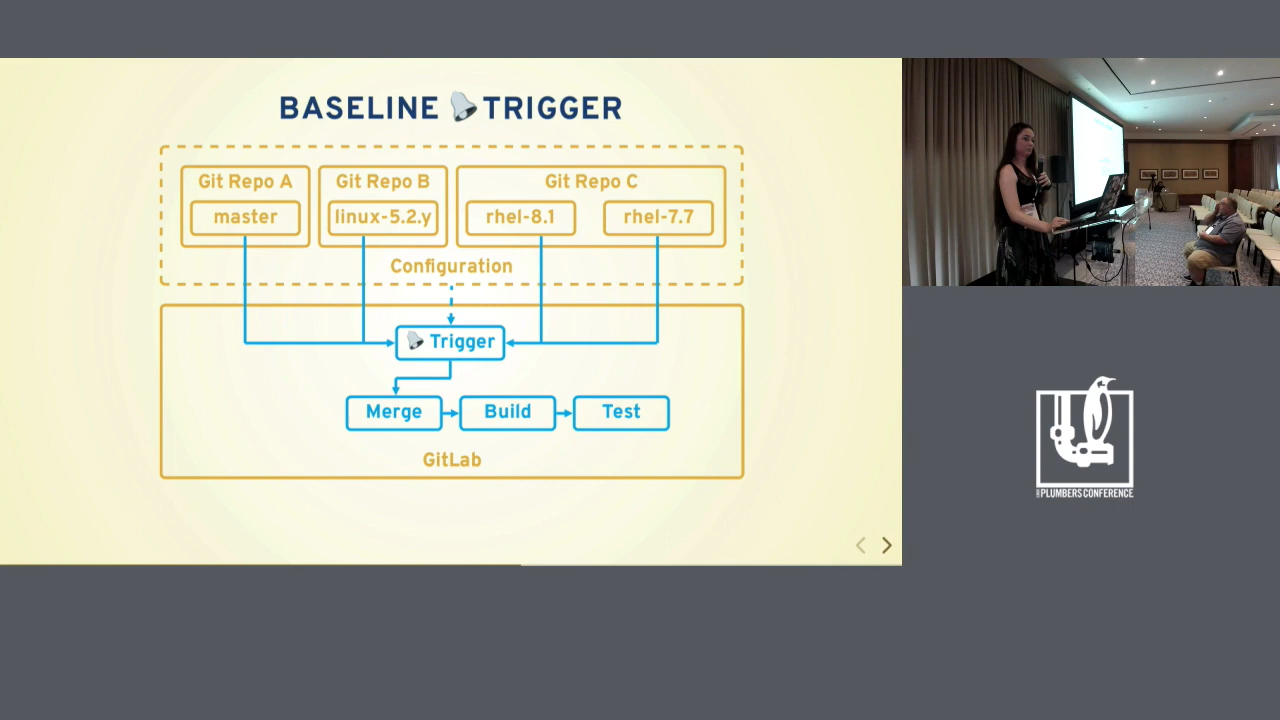 BASELINE TRIGGER
Git Repo A
Git Repo B
Git Repo C
master
linux-5.2.y
rhel-8.1
rhel-7.7
Configuration
Trigger
Merge
Build
Test
GitLab
PLUMBERS CONFERENCE